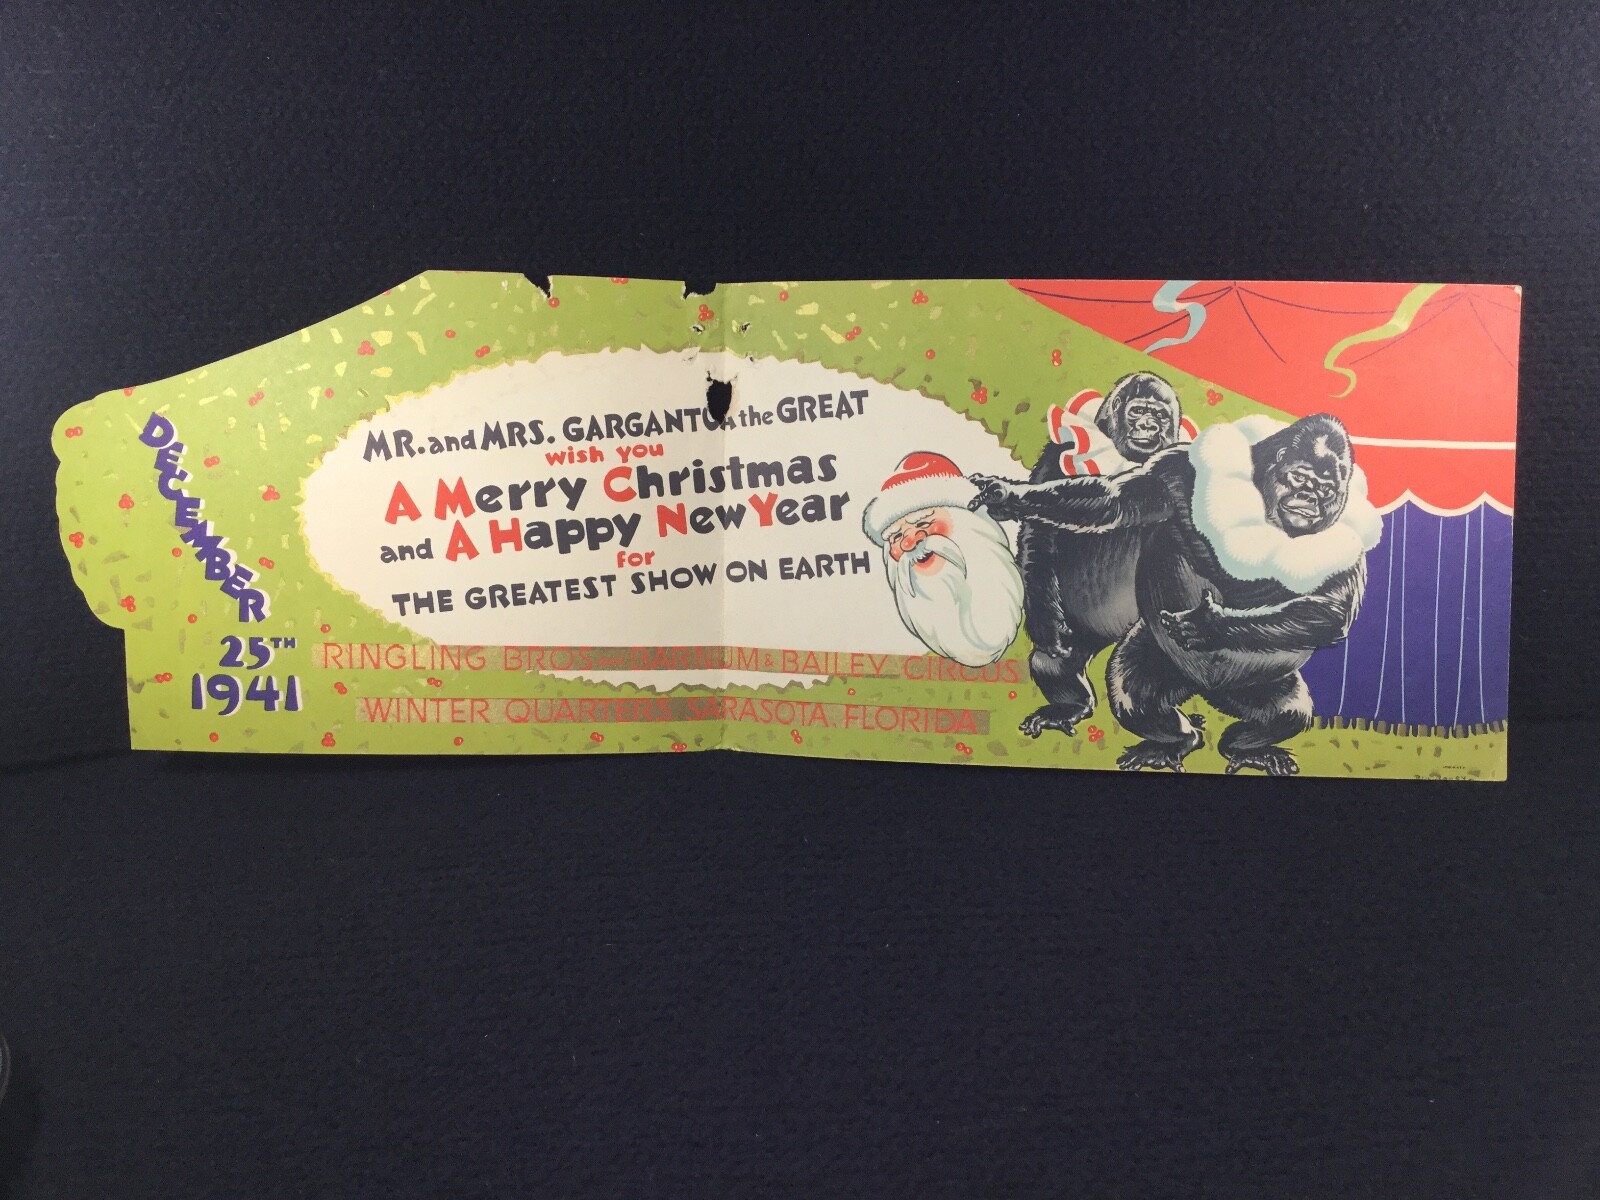 DECEMBER
25TH
1941
MR. and MRS. GARGANTUA the GREAT
wish you
A Merry Christmas
and A Happy New Year
for
THE GREATEST SHOW ON EARTH
RINGLING BROS AND BARNUM & BAILEY CIRCUS
WINTER QUARTERS SARASOTA FLORIDA